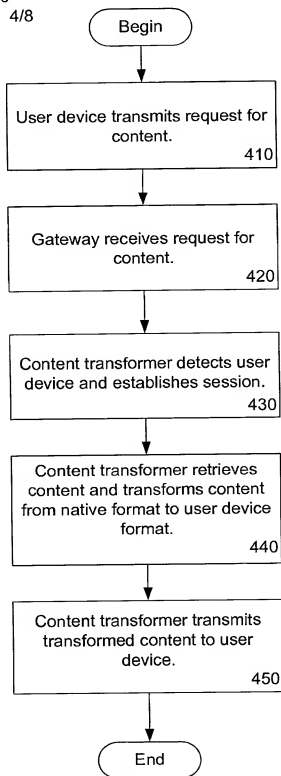 4/8
Begin
User device transmits request for
content.
410
Gateway receives request for
content.
420
Content transformer detects user
device and establishes session.
430
Content transformer retrieves
content and transforms content
from native format to user device
format.
440
Content transformer transmits
transformed content to user
device.
450
End